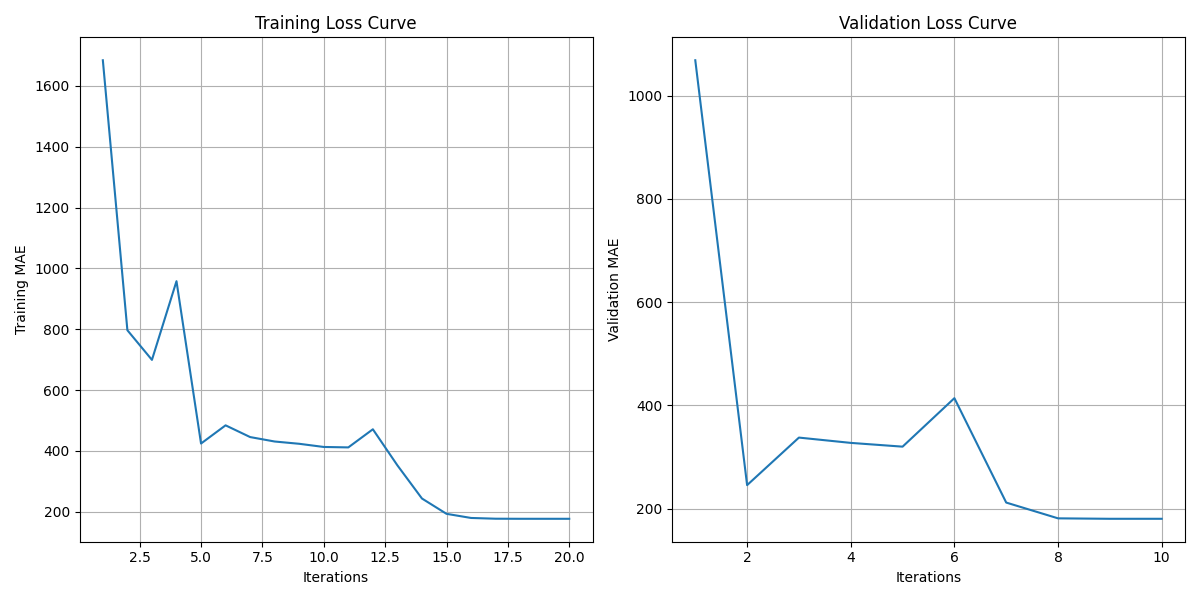 Training Loss Curve
Training MAE
1600
1400
1200
1000
800
600
400
200
2.5 5.0 7.5 10.0 12.5 15.0 17.5 20.0
Iterations
Validation Loss Curve
Validation MAE
1000
800
600
400
200
2 4 6 8 10
Iterations